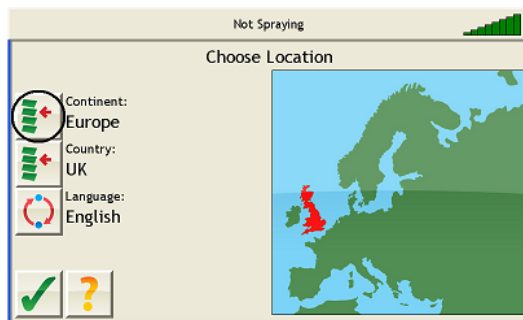 Not Spraying
Choose Location
Continent:
Europe
Country:
UK
Language:
English
?